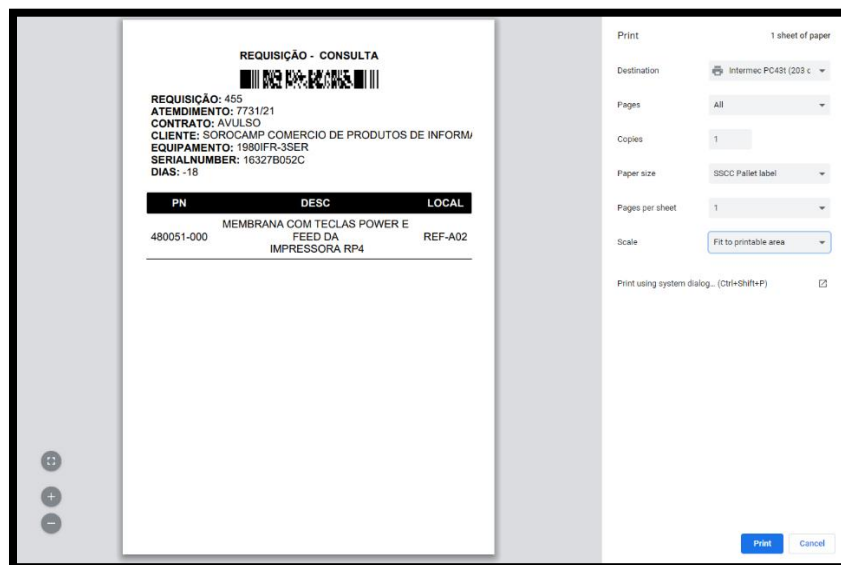 REQUISIÇÃO - CONSULTA
REQUISIÇÃO: 455
ATEMDIMENTO: 7731/21
CONTRATO: AVULSO
CLIENTE: SOROCAMP COMERCIO DE PRODUTOS DE INFORMA
EQUIPAMENTO: 1980IFR-3SER
SERIALNUMBER: 16327B052C
DIAS: -18
PN DESC LOCAL
MEMBRANA COM TECLAS POWER E
480051-000 FEED DA REF-A02
IMPRESSORA RP4
Print 1 sheet of paper
Destination Intermec PC43t (203 c
Pages All
Copies 1
Paper size SSCC Pallet label
Pages per sheet 1
Scale Fit to printable area
Print using system dialog... (Ctrl+Shift+P)
Print Cancel